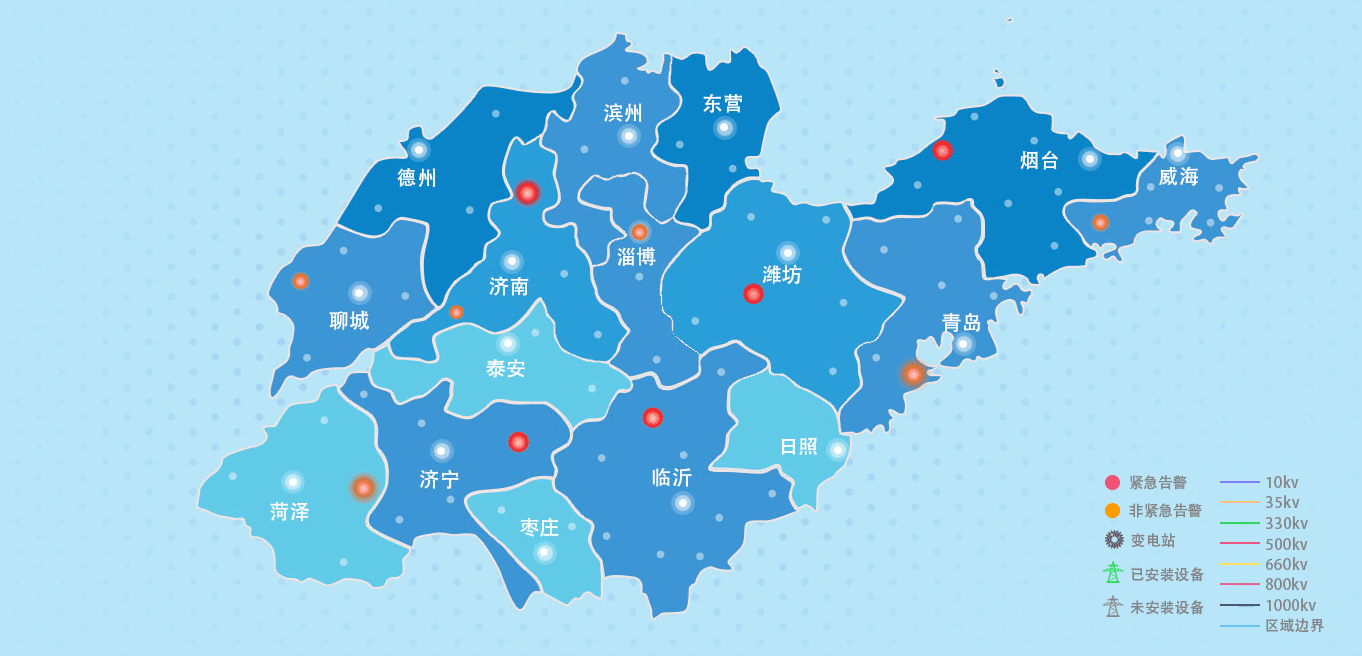 滨州
东营
德州
烟台
威海
淄博
潍坊
济南
聊城
青岛
泰安
日照
济宁
临沂
菏泽
枣庄
紧急告警
非紧急告警
变电站
已安装设备
未安装设备
10kv
35kv
330kv
500kv
660kv
800kv
1000kv
区域边界